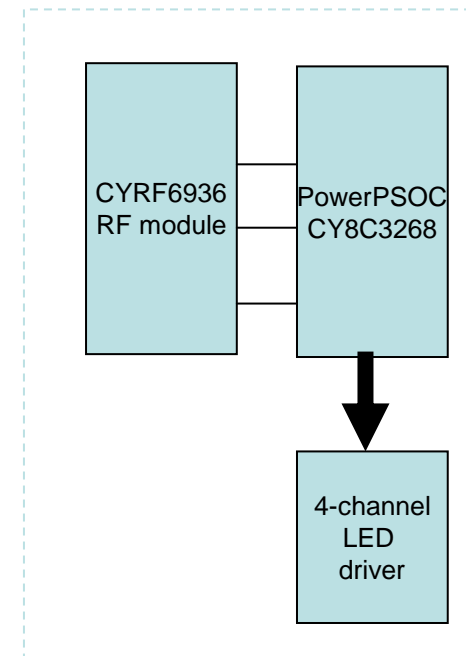 CYRF6936
RF module
PowerPSOC
CY8C3268
4-channel
LED
driver